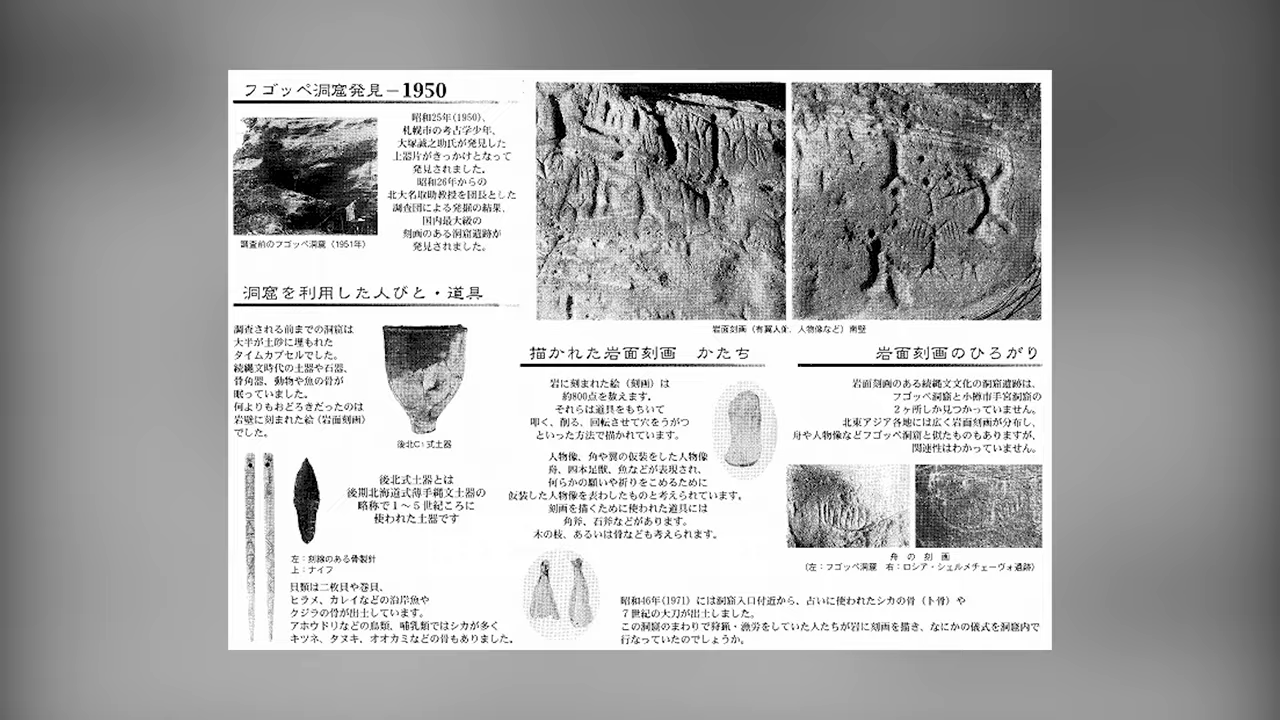 フゴッペ洞窟発見－1950
昭和25年(1950)、
札幌市の考古学少年、
大塚誠之助氏が発見した
土器片がきっかけとなって
発見されました。
昭和26年からの
北大名取助教授を団長とした
調査団による発掘の結果、
国内最大級の
刻画のある洞窟遺跡が
発見されました。
調査前のフゴッペ洞窟（1951年）
洞窟を利用した人びと・道具
調査される前までの洞窟は
大半が土砂に埋もれた
タイムカプセルでした。
続縄文時代の土器や石器、
骨角器、動物や魚の骨が
眠っていました。
何よりもおどろきだったのは
岩壁に刻まれた絵（岩面刻画）
でした。
後北C₁式土器
後北式土器とは
後期北海道式薄手縄文土器の
略称で１～５世紀ころに
使われた土器です
左：刻線のある骨製針
上：ナイフ
貝類は二枚貝や巻貝、
ヒラメ、カレイなどの沿岸魚や
クジラの骨が出土しています。
アホウドリなどの鳥類、哺乳類ではシカが多く
キツネ、タヌキ、オオカミなどの骨もありました。
岩面刻画（有翼人像、人物像など）南壁
描かれた岩面刻画　かたち
岩に刻まれた絵（刻画）は
約800点を数えます。
それらは道具をもちいて
叩く、削る、回転させて穴をうがつ
といった方法で描かれています。
人物像、角や翼の仮装をした人物像
舟、四本足獣、魚などが表現され、
何らかの願いや祈りをこめるために
仮装した人物像を表わしたものと考えられています。
刻画を描くために使われた道具には
角斧、石斧などがあります。
木の枝、あるいは骨なども考えられます。
岩面刻画のひろがり
岩面刻画のある続縄文文化の洞窟遺跡は、
フゴッペ洞窟と小樽市手宮洞窟の
２ヶ所しか見つかっていません。
北東アジア各地には広く岩面刻画が分布し、
舟や人物像などフゴッペ洞窟と似たものもありますが、
関連性はわかっていません。
舟の刻画
（左：フゴッペ洞窟　右：ロシア・シェルメチェーヴォ遺跡）
昭和46年(1971)には洞窟入口付近から、占いに使われたシカの骨（卜骨）や
７世紀の大刀が出土しました。
この洞窟のまわりで狩猟・漁労をしていた人たちが岩に刻画を描き、なにかの儀式を洞窟内で
行なっていたのでしょうか。